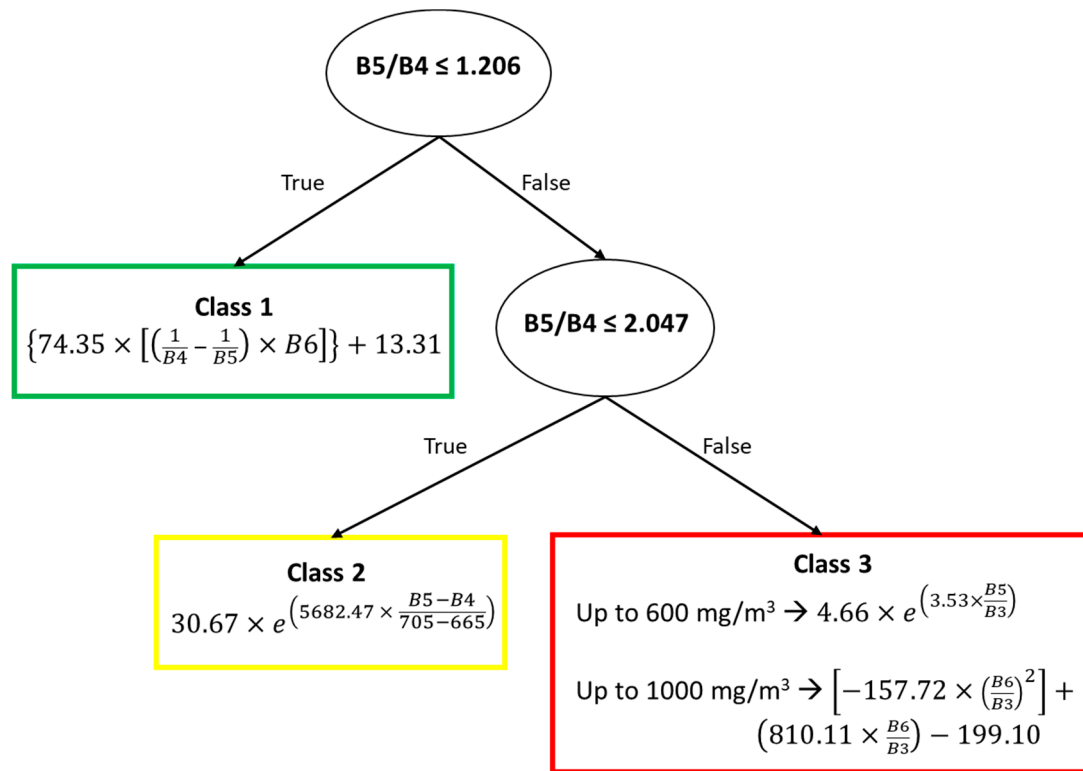 B5/B4 ≤ 1.206
True
False
Class 1
{74.35 × [(1/B4 − 1/B5) × B6]} + 13.31
B5/B4 ≤ 2.047
True
False
Class 2
30.67 × e^(5682.47 × (B5−B4)/(705−665))
Class 3
Up to 600 mg/m³ → 4.66 × e^(3.53×B5/B3)
Up to 1000 mg/m³ → [−157.72 × (B6/B3)²] +
(810.11 × B6/B3) − 199.10